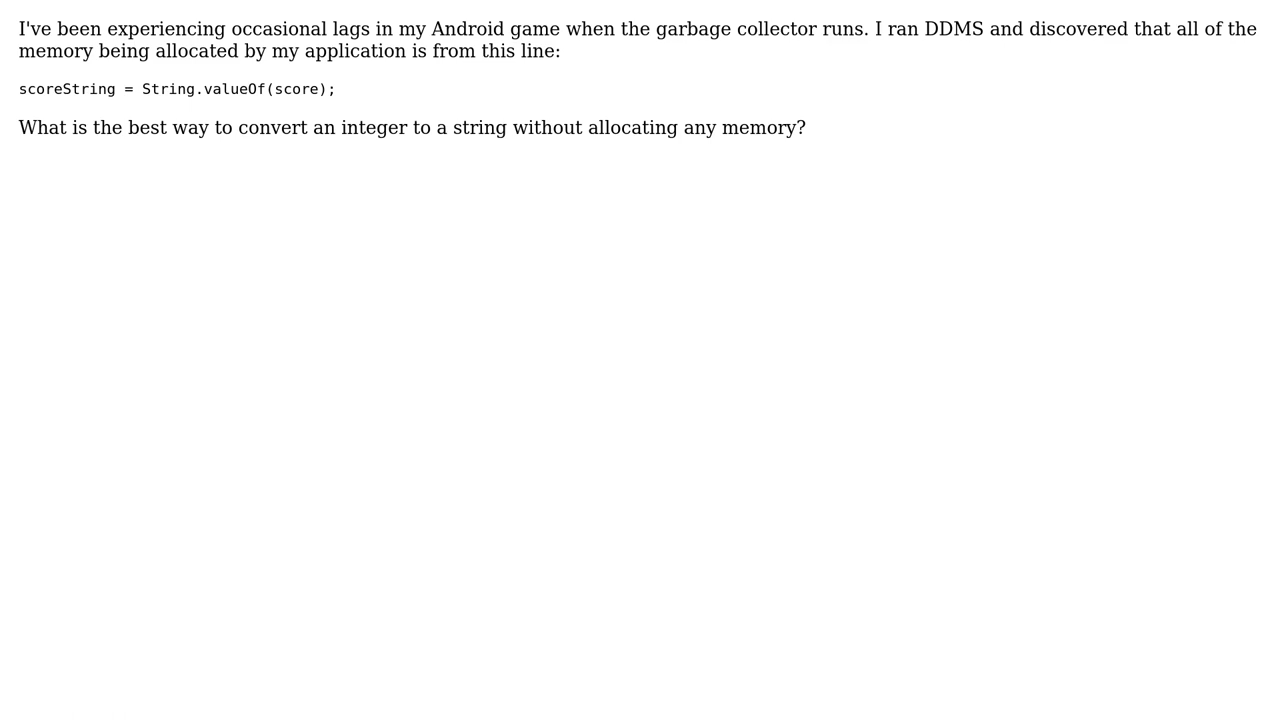 I've been experiencing occasional lags in my Android game when the garbage collector runs. I ran DDMS and discovered that all of the
memory being allocated by my application is from this line:
scoreString = String.valueOf(score);
What is the best way to convert an integer to a string without allocating any memory?